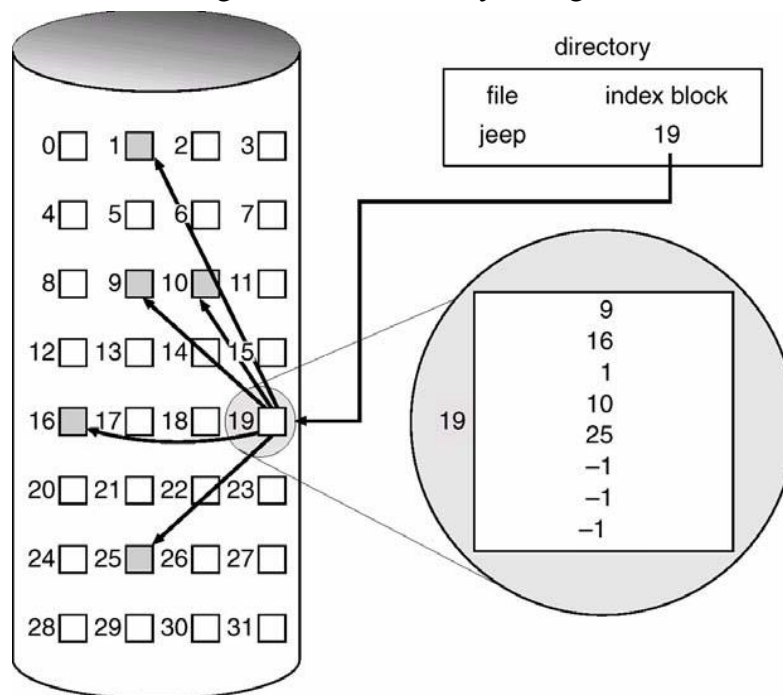 directory
file index block
jeep 19
0 1 2 3
4 5 6 7
8 9 10 11
12 13 14 15
16 17 18 19
20 21 22 23
24 25 26 27
28 29 30 31
9
16
1
10
19
25
–1
–1
–1